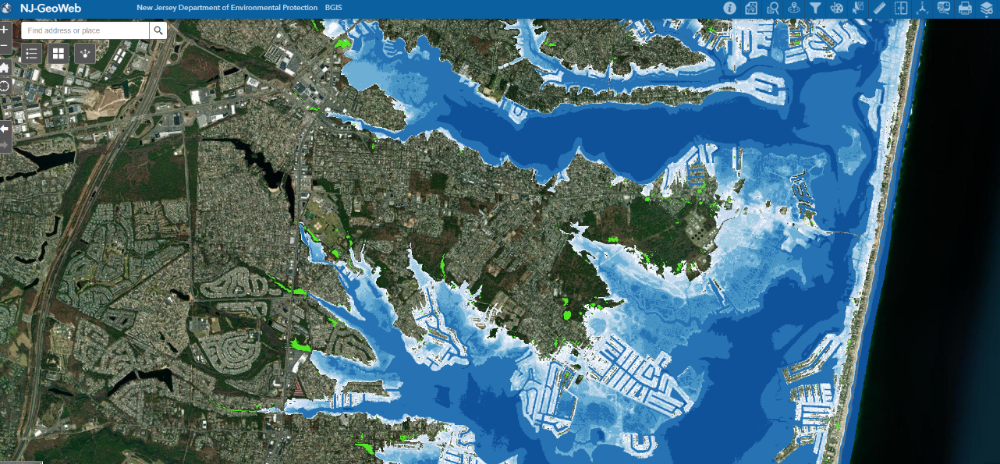 NJ-GeoWeb
New Jersey Department of Environmental Protection BGIS
Find address or place